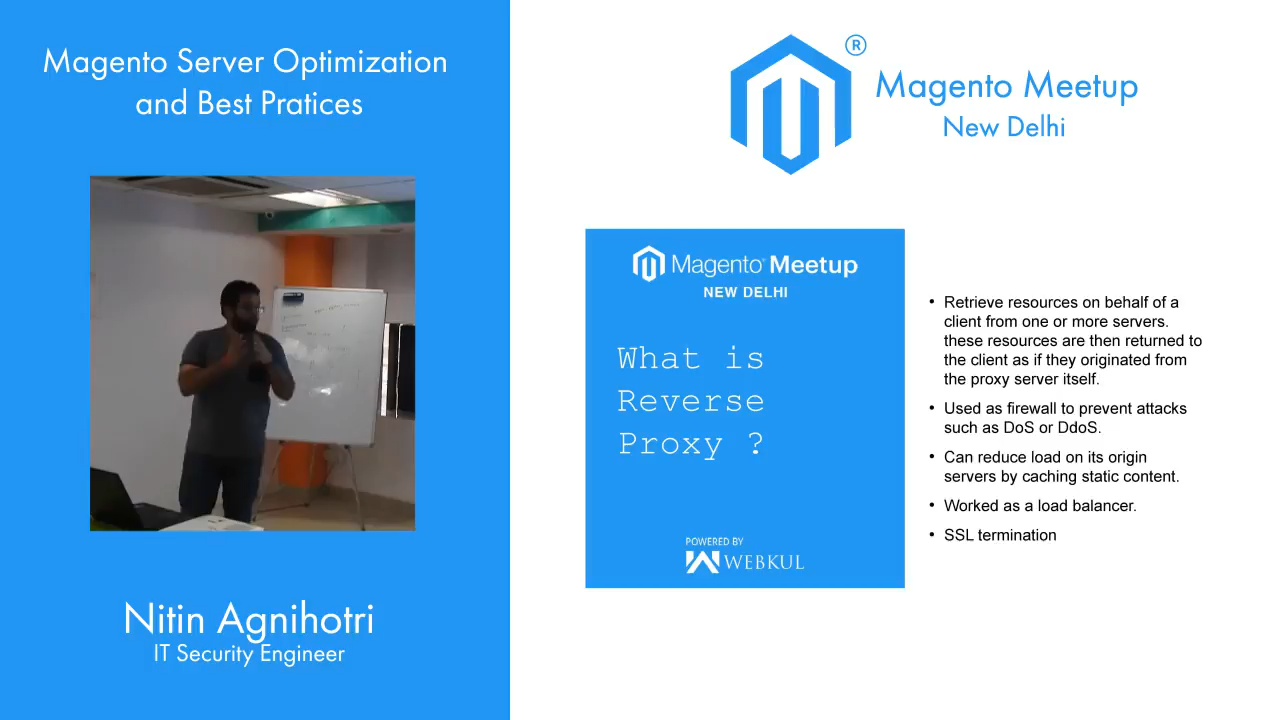 Magento Server Optimization
and Best Pratices
Nitin Agnihotri
IT Security Engineer
®
Magento Meetup
New Delhi
Magento Meetup
NEW DELHI
What is
Reverse
Proxy ?
POWERED BY
WEBKUL
• Retrieve resources on behalf of a
client from one or more servers.
these resources are then returned to
the client as if they originated from
the proxy server itself.
• Used as firewall to prevent attacks
such as DoS or DdoS.
• Can reduce load on its origin
servers by caching static content.
• Worked as a load balancer.
• SSL termination